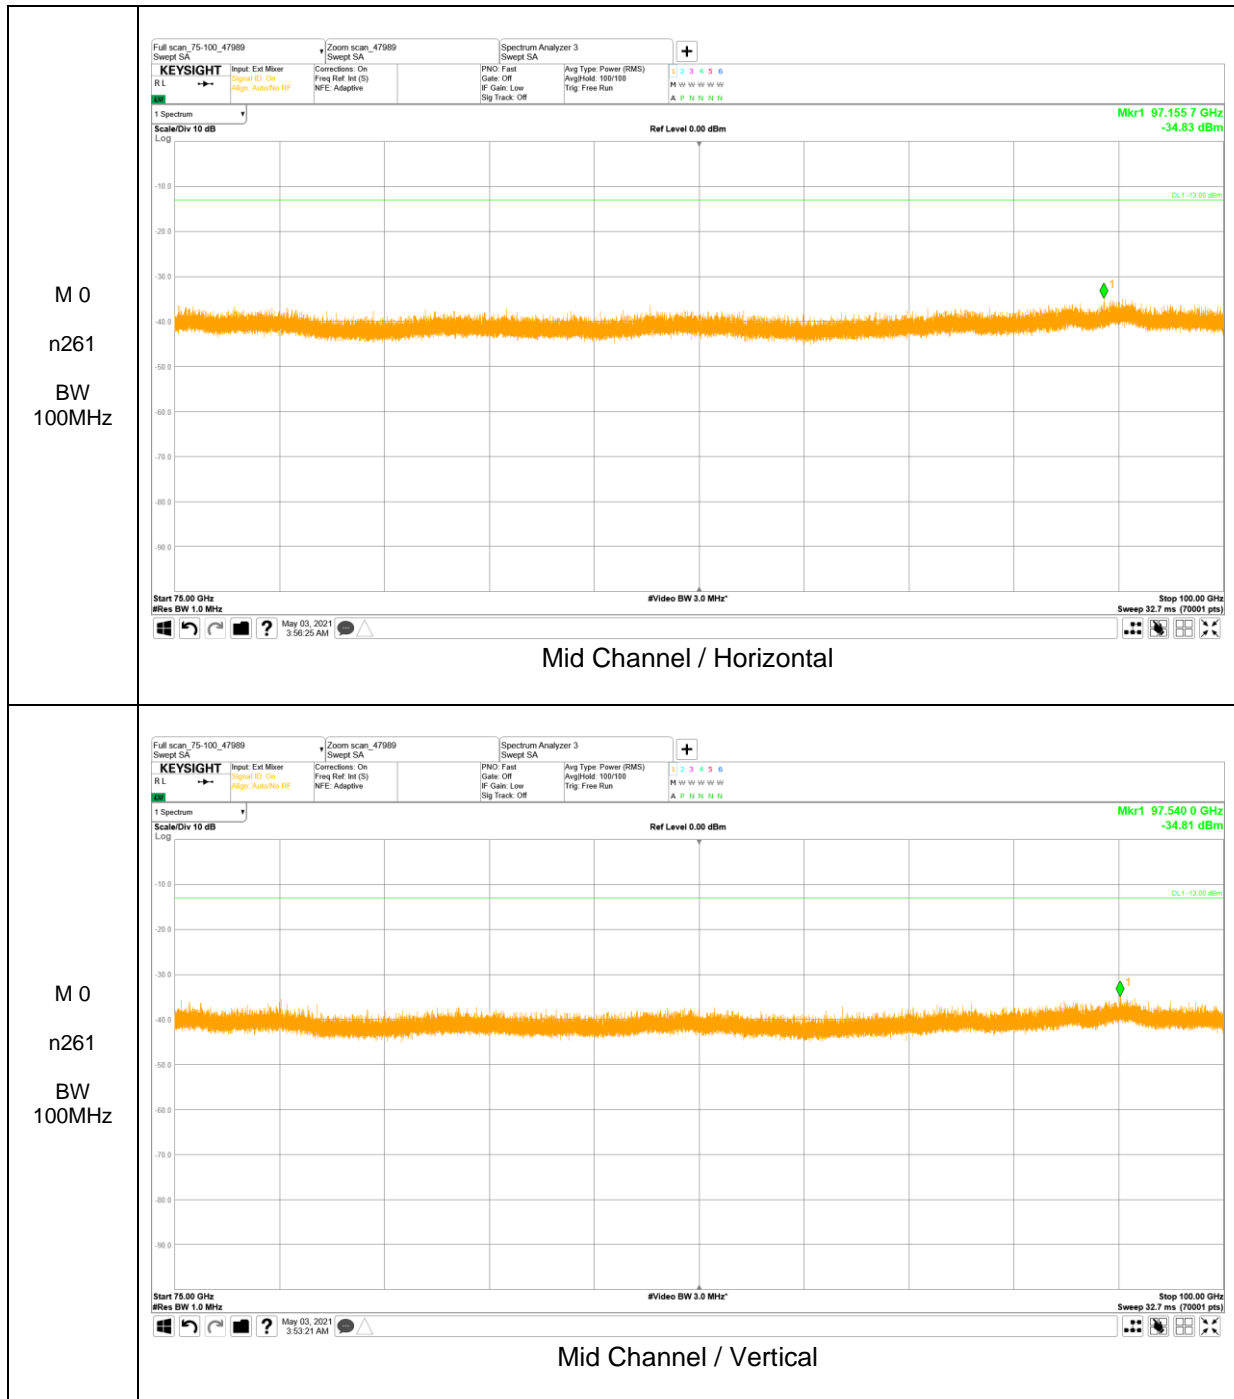 M 0
n261
BW
100MHz
Full scan_75-100_47989
Swept SA
Zoom scan_47989
Swept SA
Spectrum Analyzer 3
Swept SA
+
KEYSIGHT
R L
LW
Input: Ext Mixer
Signal ID: On
Align: Auto/No RF
Corrections: On
Freq Ref: Int (S)
NFE: Adaptive
PNO: Fast
Gate: Off
IF Gain: Low
Sig Track: Off
Avg Type: Power (RMS)
Avg|Hold: 100/100
Trig: Free Run
1 2 3 4 5 6
M W W W W W
A P N N N N
1 Spectrum
Scale/Div 10 dB
Log
Ref Level 0.00 dBm
Mkr1 97.155 7 GHz
-34.83 dBm
DL1 -13.00 dBm
1
-10.0
-20.0
-30.0
-40.0
-50.0
-60.0
-70.0
-80.0
-90.0
Start 75.00 GHz
#Res BW 1.0 MHz
#Video BW 3.0 MHz*
Stop 100.00 GHz
Sweep 32.7 ms (70001 pts)
?
May 03, 2021
3:56:25 AM
Mid Channel / Horizontal
M 0
n261
BW
100MHz
Full scan_75-100_47989
Swept SA
Zoom scan_47989
Swept SA
Spectrum Analyzer 3
Swept SA
+
KEYSIGHT
R L
LW
Input: Ext Mixer
Signal ID: On
Align: Auto/No RF
Corrections: On
Freq Ref: Int (S)
NFE: Adaptive
PNO: Fast
Gate: Off
IF Gain: Low
Sig Track: Off
Avg Type: Power (RMS)
Avg|Hold: 100/100
Trig: Free Run
1 2 3 4 5 6
M W W W W W
A P N N N N
1 Spectrum
Scale/Div 10 dB
Log
Ref Level 0.00 dBm
Mkr1 97.540 0 GHz
-34.81 dBm
DL1 -13.00 dBm
1
-10.0
-20.0
-30.0
-40.0
-50.0
-60.0
-70.0
-80.0
-90.0
Start 75.00 GHz
#Res BW 1.0 MHz
#Video BW 3.0 MHz*
Stop 100.00 GHz
Sweep 32.7 ms (70001 pts)
?
May 03, 2021
3:53:21 AM
Mid Channel / Vertical